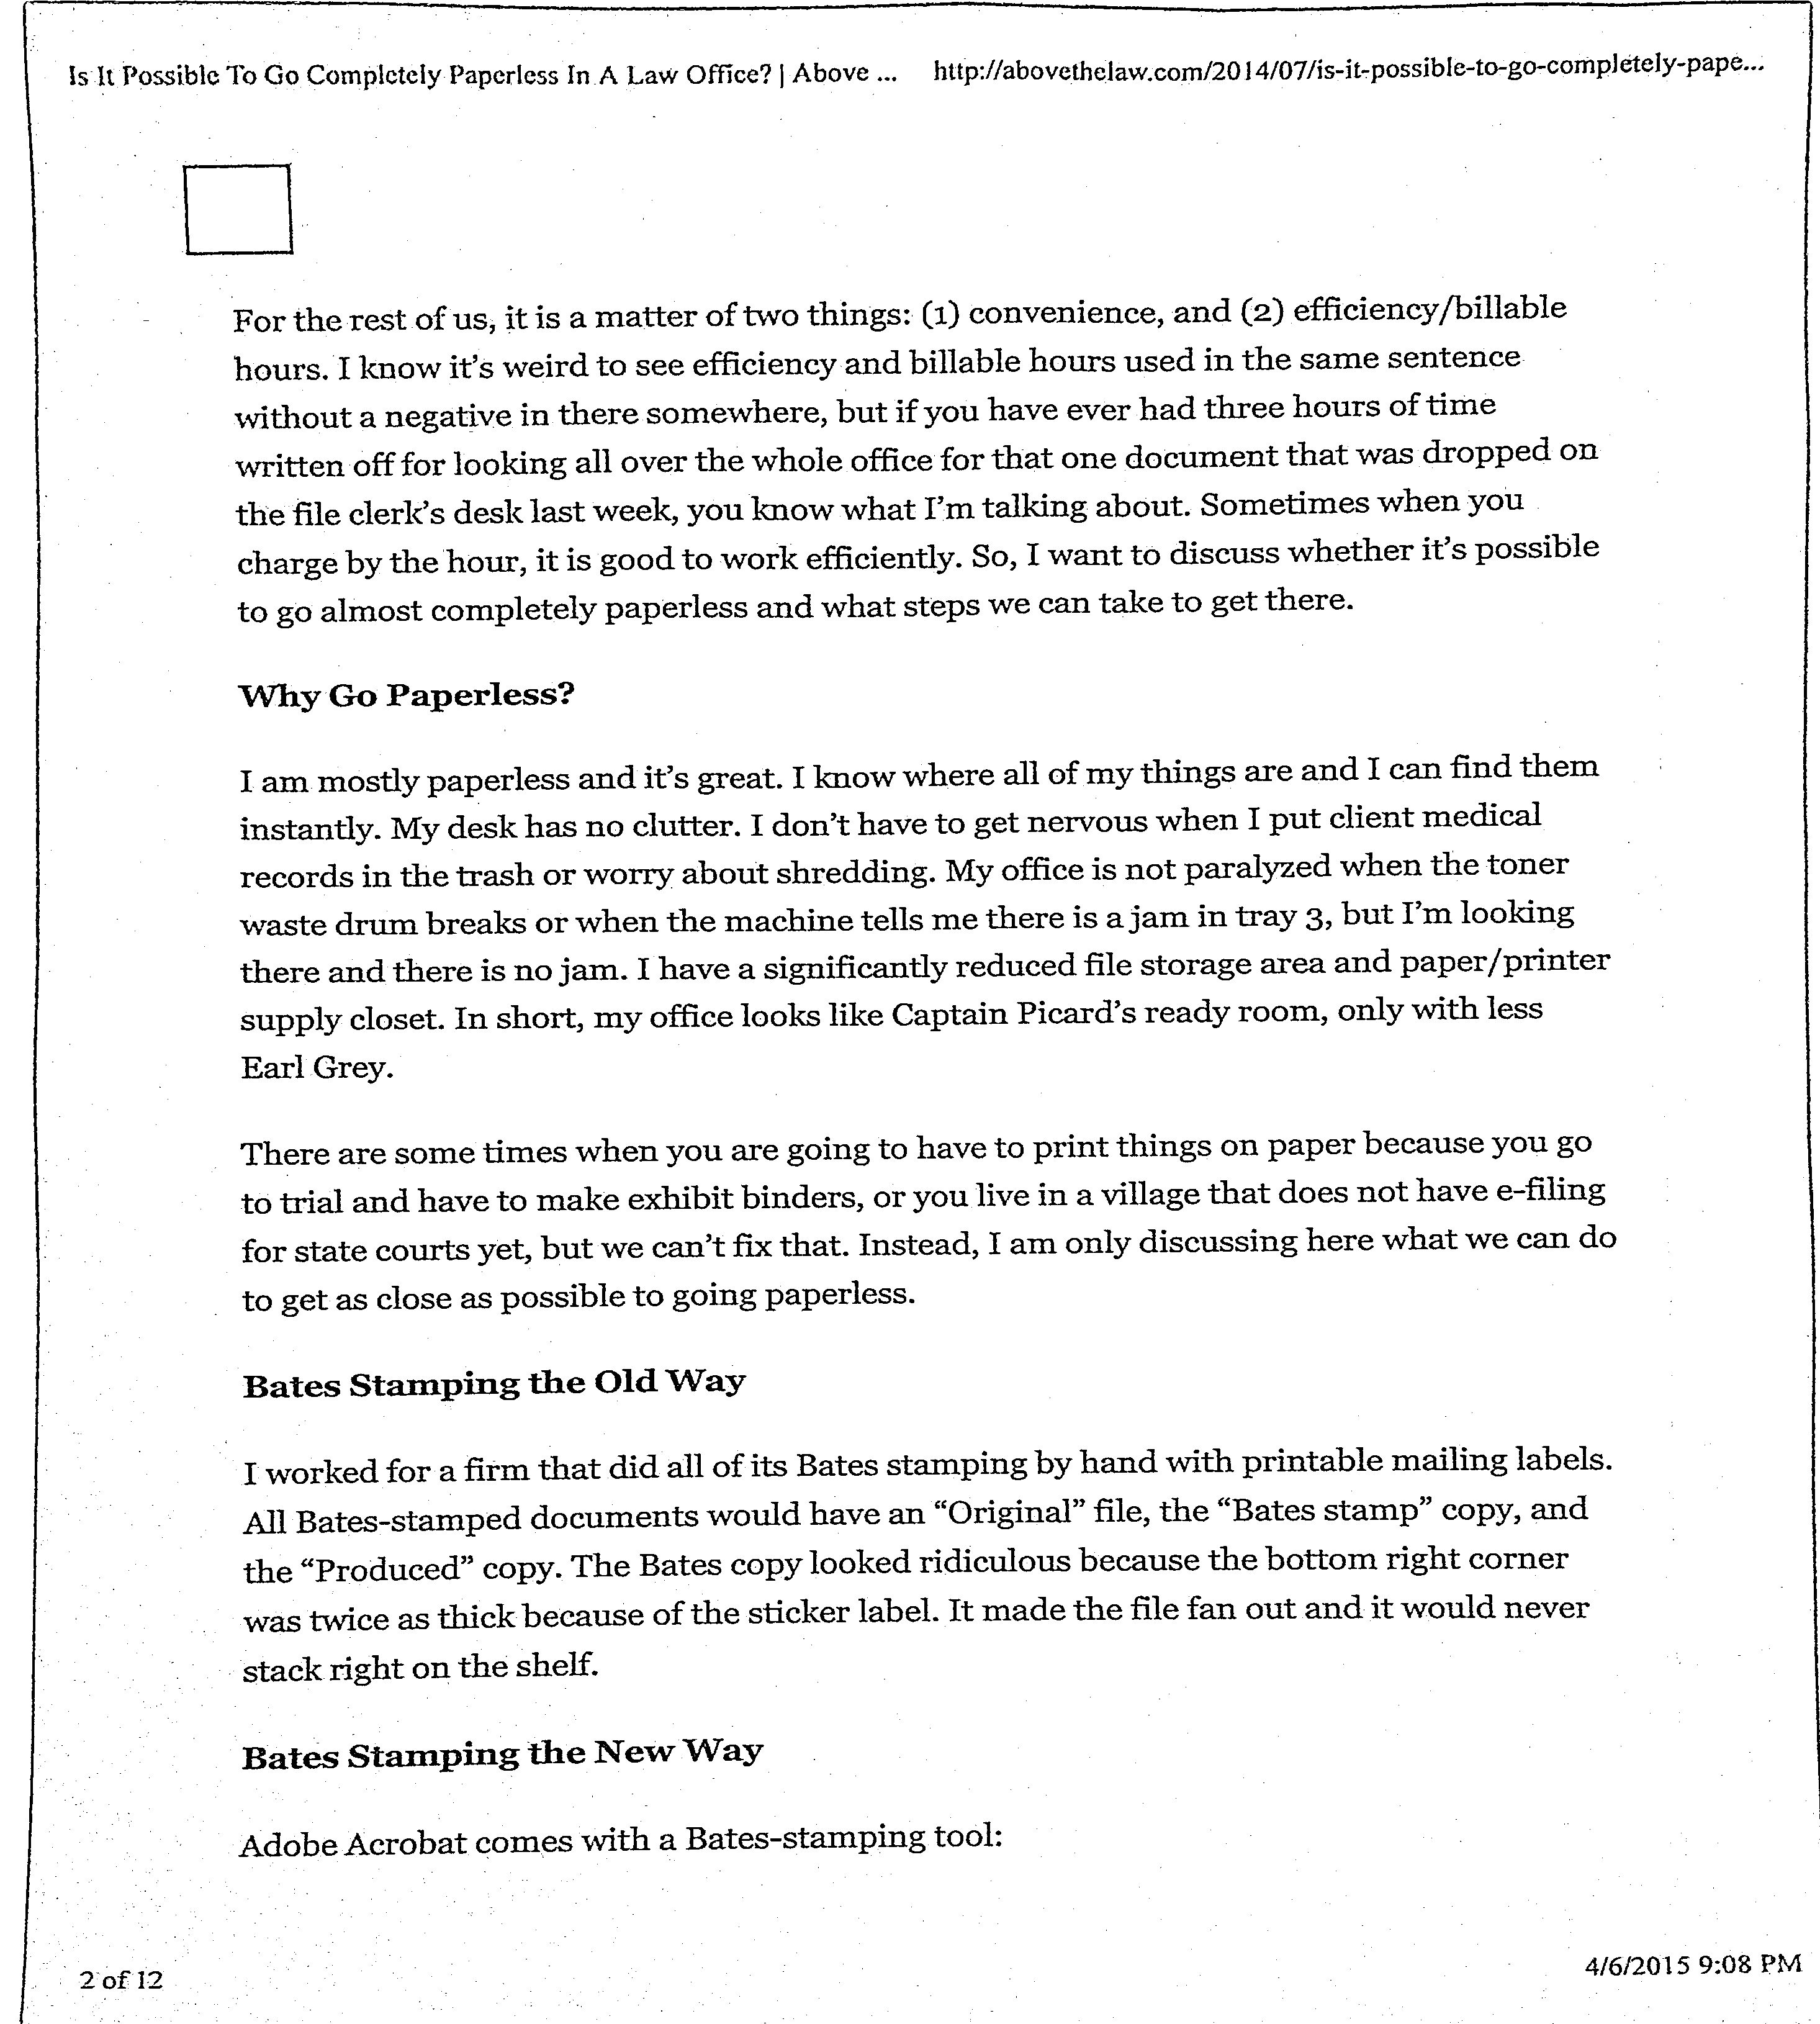 Is It Possible To Go Completely Paperless In A Law Office? | Above ... http://abovethelaw.com/2014/07/is-it-possible-to-go-completely-pape...
For the rest of us, it is a matter of two things: (1) convenience, and (2) efficiency/billable
hours. I know it's weird to see efficiency and billable hours used in the same sentence
without a negative in there somewhere, but if you have ever had three hours of time
written off for looking all over the whole office for that one document that was dropped on
the file clerk's desk last week, you know what I'm talking about. Sometimes when you
charge by the hour, it is good to work efficiently. So, I want to discuss whether it's possible
to go almost completely paperless and what steps we can take to get there.
Why Go Paperless?
I am mostly paperless and it's great. I know where all of my things are and I can find them
instantly. My desk has no clutter. I don't have to get nervous when I put client medical
records in the trash or worry about shredding. My office is not paralyzed when the toner
waste drum breaks or when the machine tells me there is a jam in tray 3, but I'm looking
there and there is no jam. I have a significantly reduced file storage area and paper/printer
supply closet. In short, my office looks like Captain Picard's ready room, only with less
Earl Grey.
There are some times when you are going to have to print things on paper because you go
to trial and have to make exhibit binders, or you live in a village that does not have e-filing
for state courts yet, but we can't fix that. Instead, I am only discussing here what we can do
to get as close as possible to going paperless.
Bates Stamping the Old Way
I worked for a firm that did all of its Bates stamping by hand with printable mailing labels.
All Bates-stamped documents would have an “Original” file, the “Bates stamp” copy, and
the “Produced” copy. The Bates copy looked ridiculous because the bottom right corner
was twice as thick because of the sticker label. It made the file fan out and it would never
stack right on the shelf.
Bates Stamping the New Way
Adobe Acrobat comes with a Bates-stamping tool:
2 of 12
4/6/2015 9:08 PM